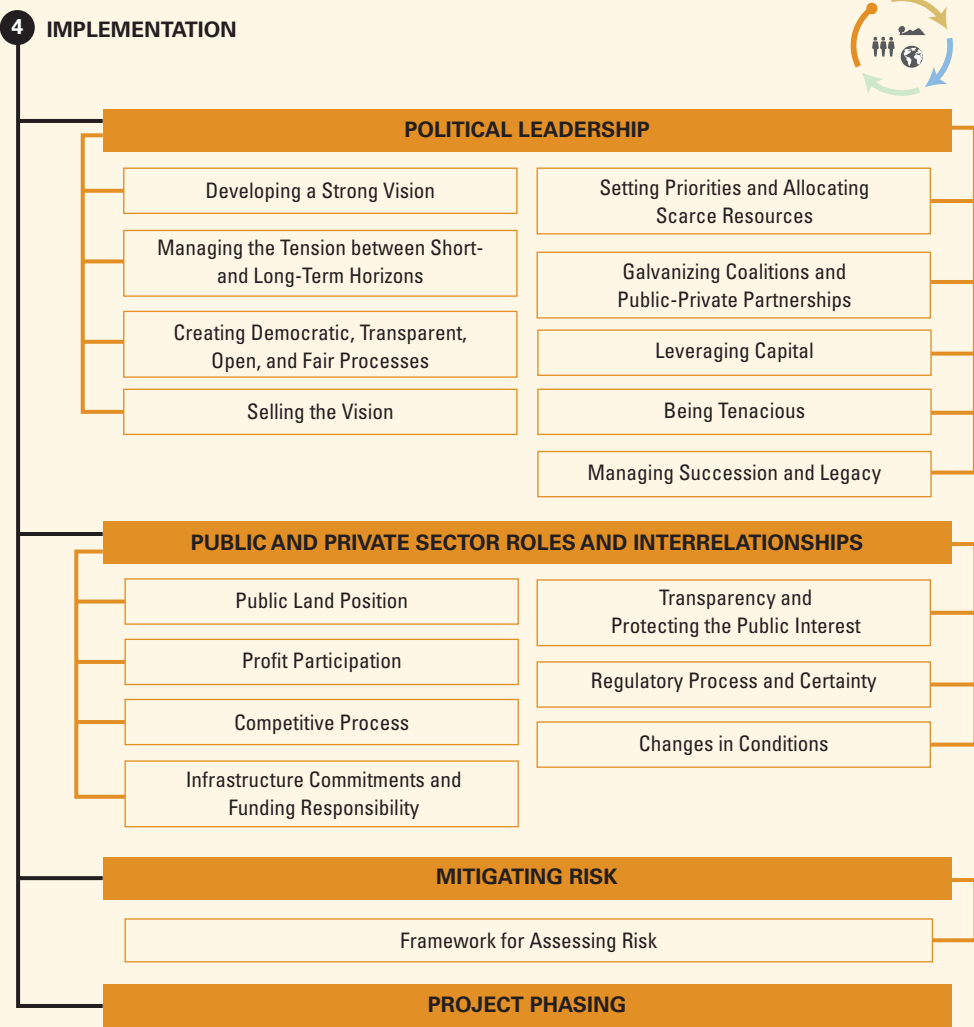 4 IMPLEMENTATION
POLITICAL LEADERSHIP
Developing a Strong Vision
Managing the Tension between Short-
and Long-Term Horizons
Creating Democratic, Transparent,
Open, and Fair Processes
Selling the Vision
Setting Priorities and Allocating
Scarce Resources
Galvanizing Coalitions and
Public-Private Partnerships
Leveraging Capital
Being Tenacious
Managing Succession and Legacy
PUBLIC AND PRIVATE SECTOR ROLES AND INTERRELATIONSHIPS
Public Land Position
Profit Participation
Competitive Process
Infrastructure Commitments and
Funding Responsibility
Transparency and
Protecting the Public Interest
Regulatory Process and Certainty
Changes in Conditions
MITIGATING RISK
Framework for Assessing Risk
PROJECT PHASING